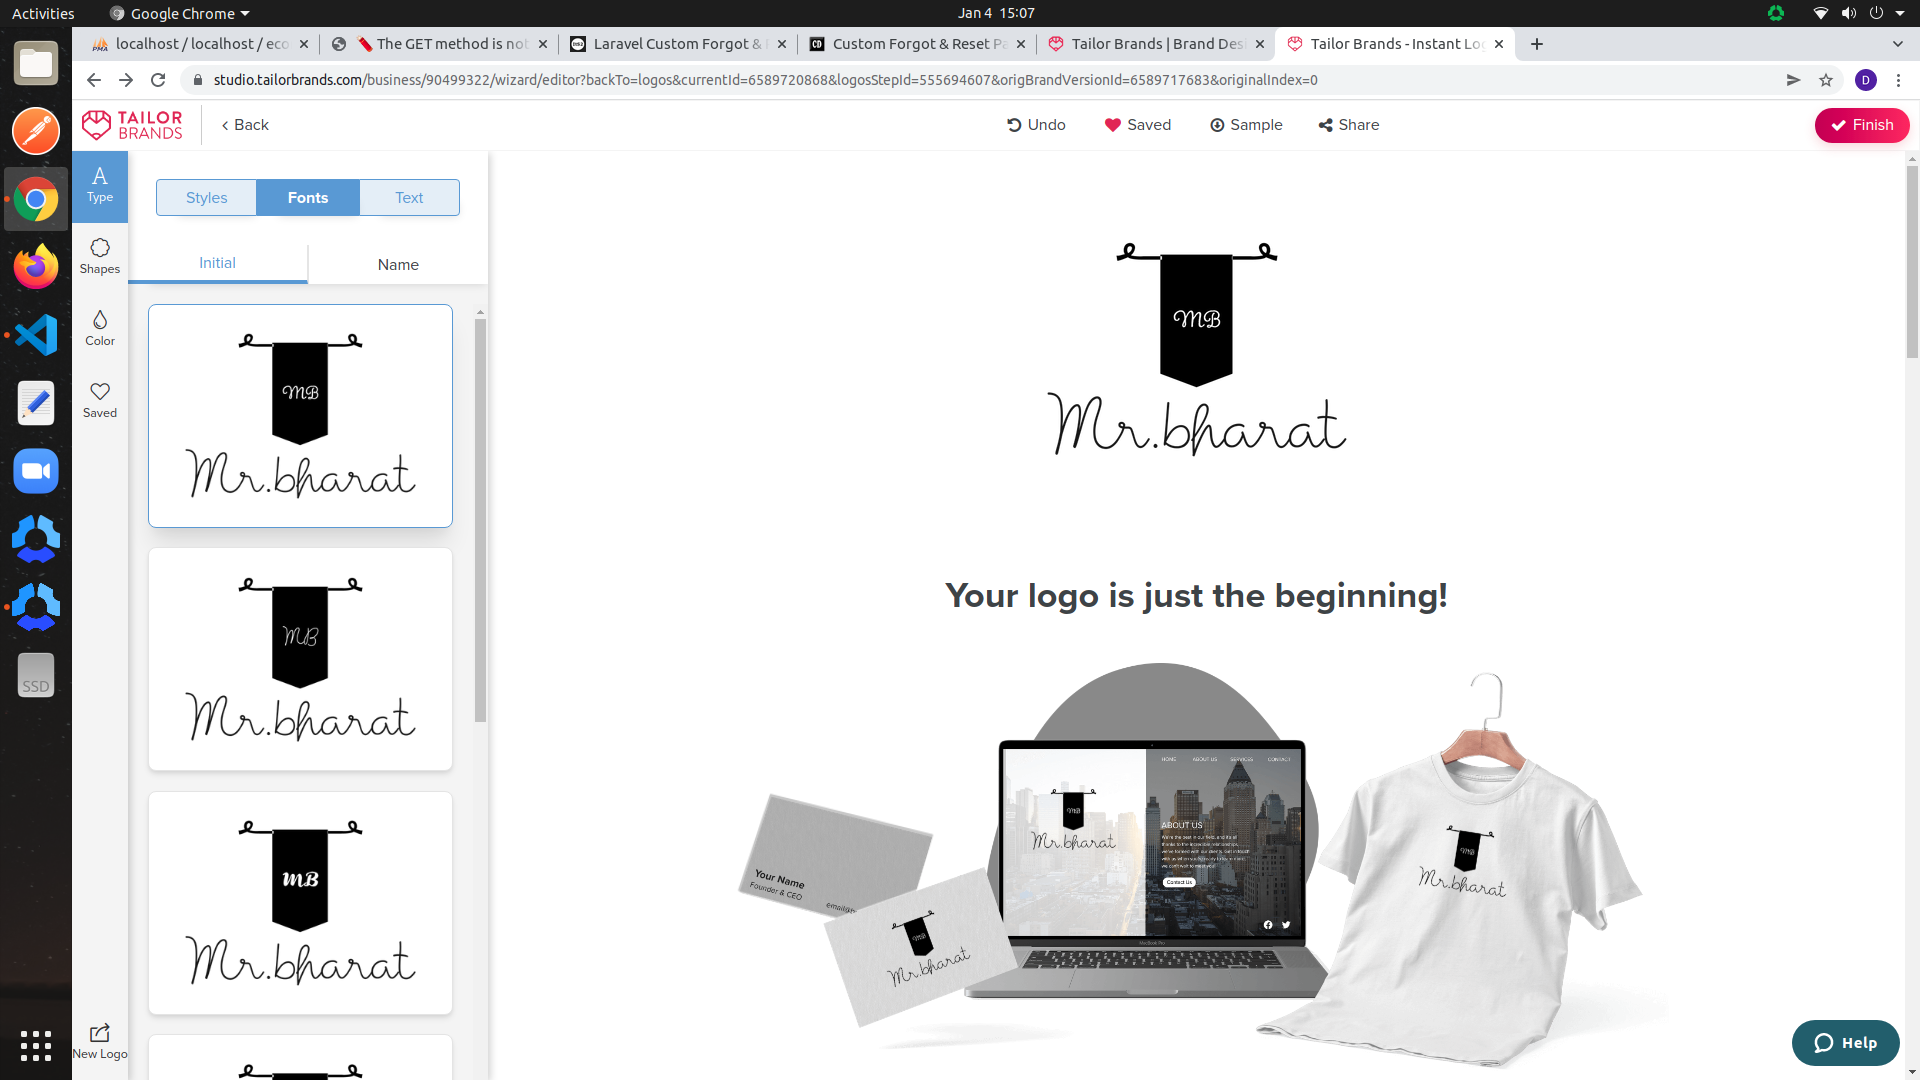 Activities
Google Chrome
Jan 4 15:07
localhost / localhost / eco
The GET method is not
Laravel Custom Forgot &
Custom Forgot & Reset Pa
Tailor Brands | Brand Des
Tailor Brands - Instant Lo
studio.tailorbrands.com/business/90499322/wizard/editor?backTo=logos&currentId=6589720868&logosStepId=555694607&origBrandVersionId=6589717683&originalIndex=0
D
TAILOR
BRANDS
Back
Undo
Saved
Sample
Share
Finish
Type
Shapes
Color
Saved
New Logo
Styles
Fonts
Text
Initial
Name
MB
Mr.bharat
MB
Mr.bharat
MB
Mr.bharat
MB
Mr.bharat
Your logo is just the beginning!
HOME
ABOUT US
SERVICES
CONTACT
MB
Mr.bharat
ABOUT US
Contact Us
MacBook Pro
Your Name
Founder & CEO
MB
Mr.bharat
MB
Mr.bharat
SSD
Help